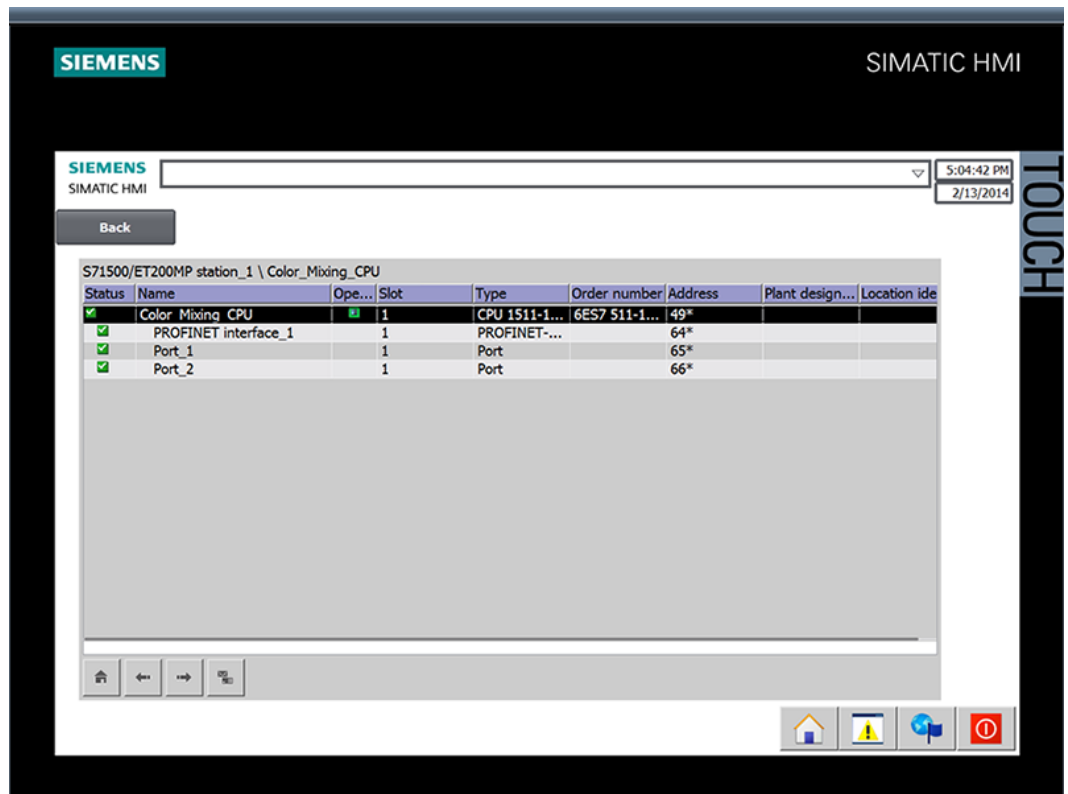 SIEMENS
SIMATIC HMI
TOUCH
SIEMENS
SIMATIC HMI
5:04:42 PM
2/13/2014
Back
S71500/ET200MP station_1 \ Color_Mixing_CPU
Status Name Ope... Slot Type Order number Address Plant design... Location ide
Color_Mixing_CPU 1 CPU 1511-1... 6ES7 511-1... 49*
PROFINET interface_1 1 PROFINET-... 64*
Port_1 1 Port 65*
Port_2 1 Port 66*